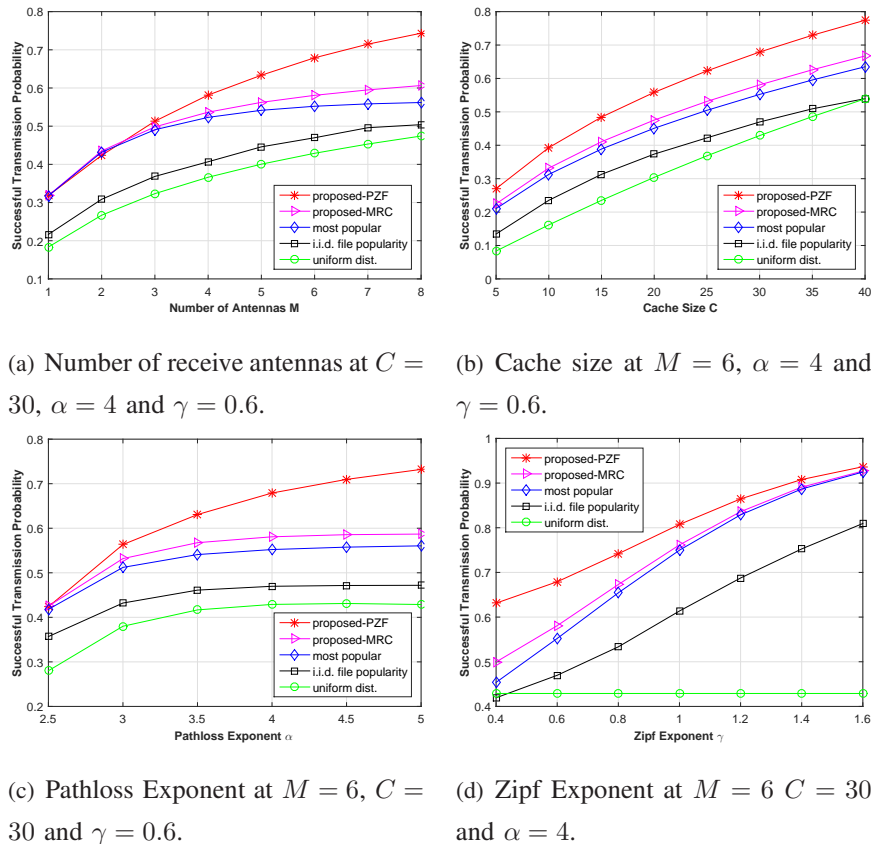 0.8
0.7
0.6
0.5
0.4
0.3
0.2
0.1
Successful Transmission Probability
1 2 3 4 5 6 7 8
Number of Antennas M
proposed-PZF
proposed-MRC
most popular
i.i.d. file popularity
uniform dist.
0.8
0.7
0.6
0.5
0.4
0.3
0.2
0.1
0
Successful Transmission Probability
5 10 15 20 25 30 35 40
Cache Size C
proposed-PZF
proposed-MRC
most popular
i.i.d. file popularity
uniform dist.
(a) Number of receive antennas at C =
30, α = 4 and γ = 0.6.
(b) Cache size at M = 6, α = 4 and
γ = 0.6.
0.8
0.7
0.6
0.5
0.4
0.3
0.2
Successful Transmission Probability
2.5 3 3.5 4 4.5 5
Pathloss Exponent α
proposed-PZF
proposed-MRC
most popular
i.i.d. file popularity
uniform dist.
1
0.9
0.8
0.7
0.6
0.5
0.4
Successful Transmission Probability
0.4 0.6 0.8 1 1.2 1.4 1.6
Zipf Exponent γ
proposed-PZF
proposed-MRC
most popular
i.i.d. file popularity
uniform dist.
(c) Pathloss Exponent at M = 6, C =
30 and γ = 0.6.
(d) Zipf Exponent at M = 6 C = 30
and α = 4.